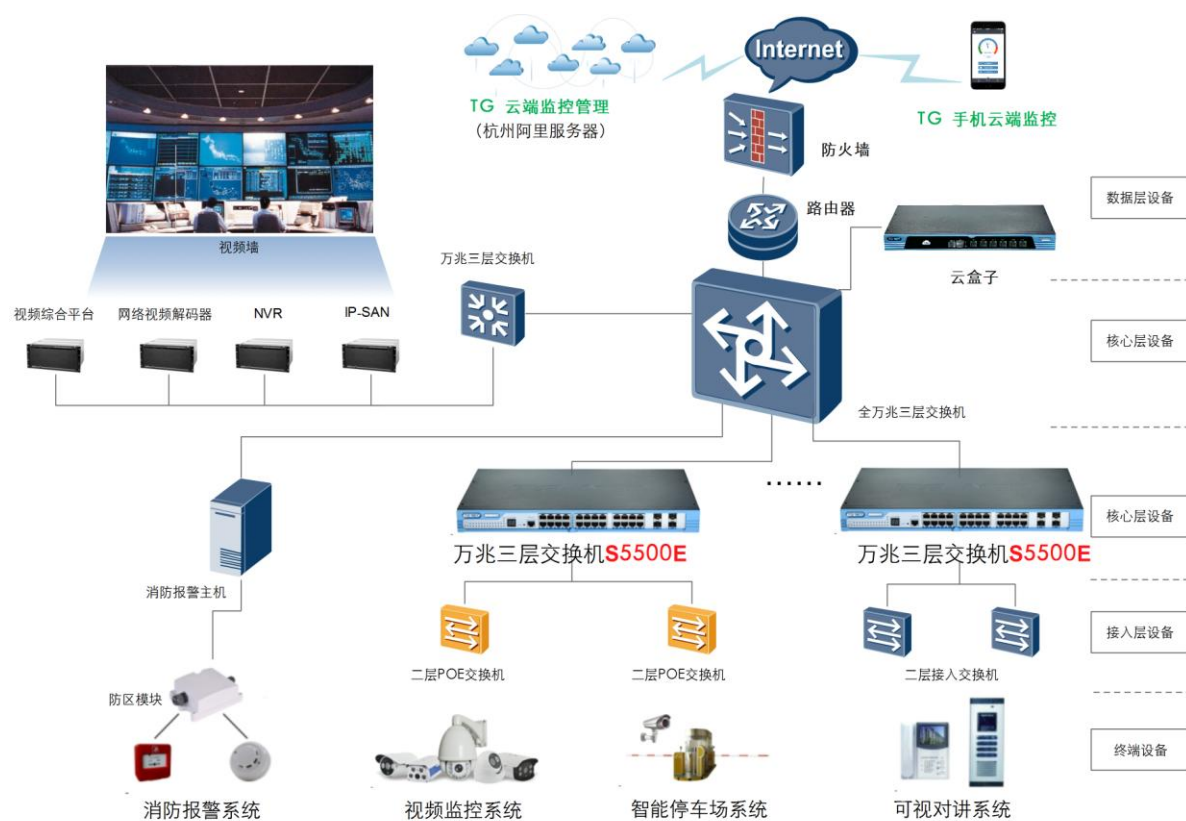 Internet
TG 云端监控管理
（杭州阿里服务器）
TG 手机云端监控
防火墙
数据层设备
路由器
视频墙
万兆三层交换机
云盒子
视频综合平台
网络视频解码器
NVR
IP-SAN
核心层设备
全万兆三层交换机
......
核心层设备
万兆三层交换机S5500E
万兆三层交换机S5500E
消防报警主机
接入层设备
二层POE交换机
二层POE交换机
二层接入交换机
防区模块
终端设备
消防报警系统
视频监控系统
智能停车场系统
可视对讲系统